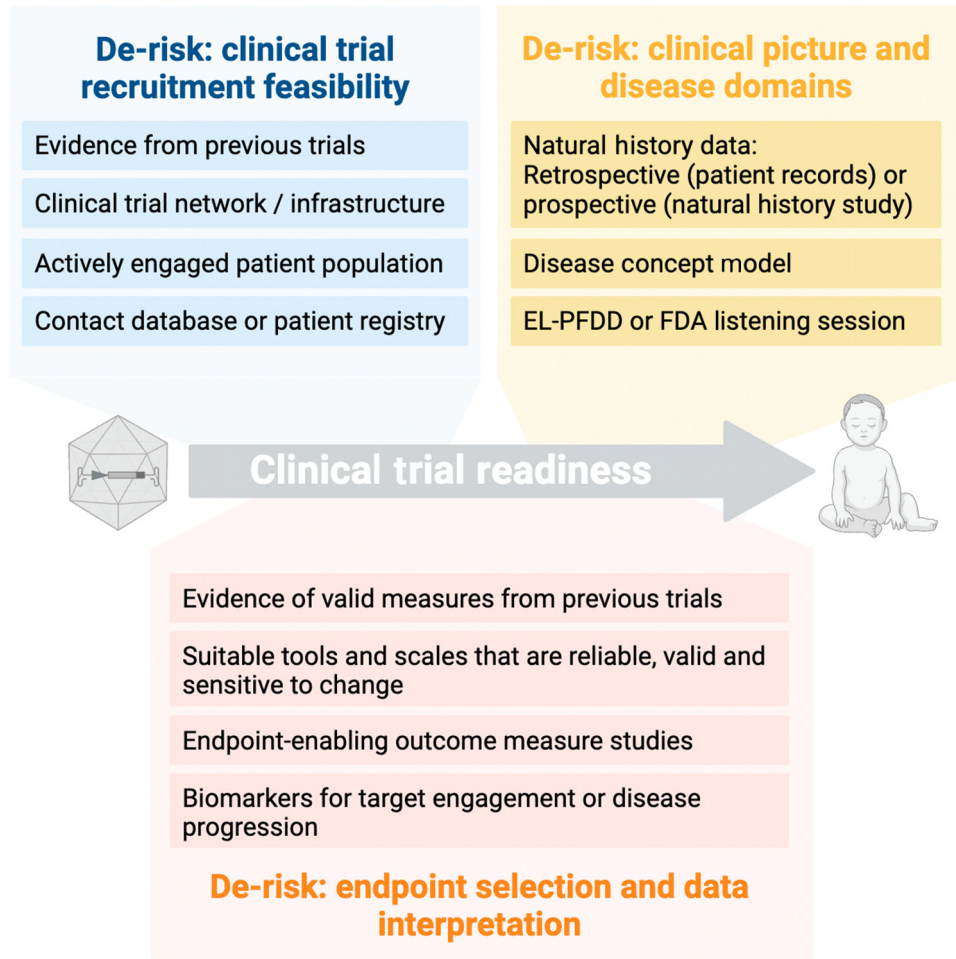 De-risk: clinical trial
recruitment feasibility
Evidence from previous trials
Clinical trial network / infrastructure
Actively engaged patient population
Contact database or patient registry
De-risk: clinical picture and
disease domains
Natural history data:
Retrospective (patient records) or
prospective (natural history study)
Disease concept model
EL-PFDD or FDA listening session
Clinical trial readiness
Evidence of valid measures from previous trials
Suitable tools and scales that are reliable, valid and
sensitive to change
Endpoint-enabling outcome measure studies
Biomarkers for target engagement or disease
progression
De-risk: endpoint selection and data
interpretation